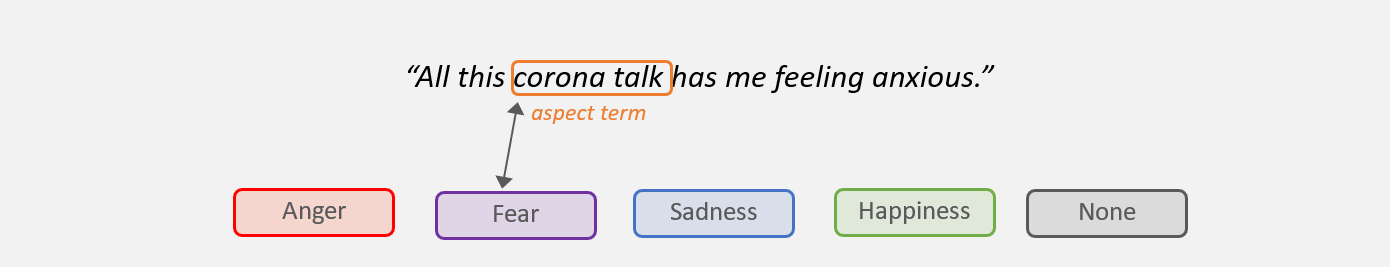 “All this corona talk has me feeling anxious.”
aspect term
Anger
Fear
Sadness
Happiness
None